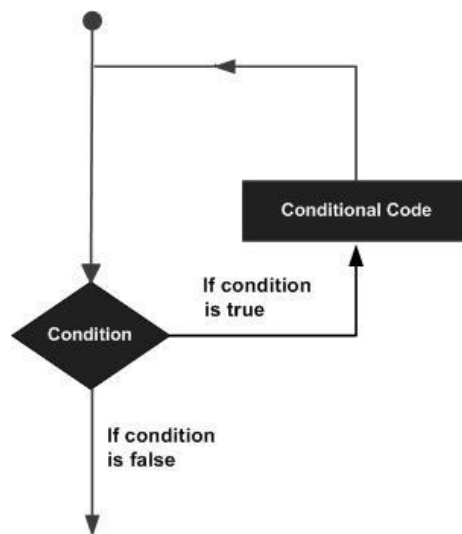 Conditional Code
If condition
is true
Condition
If condition
is false